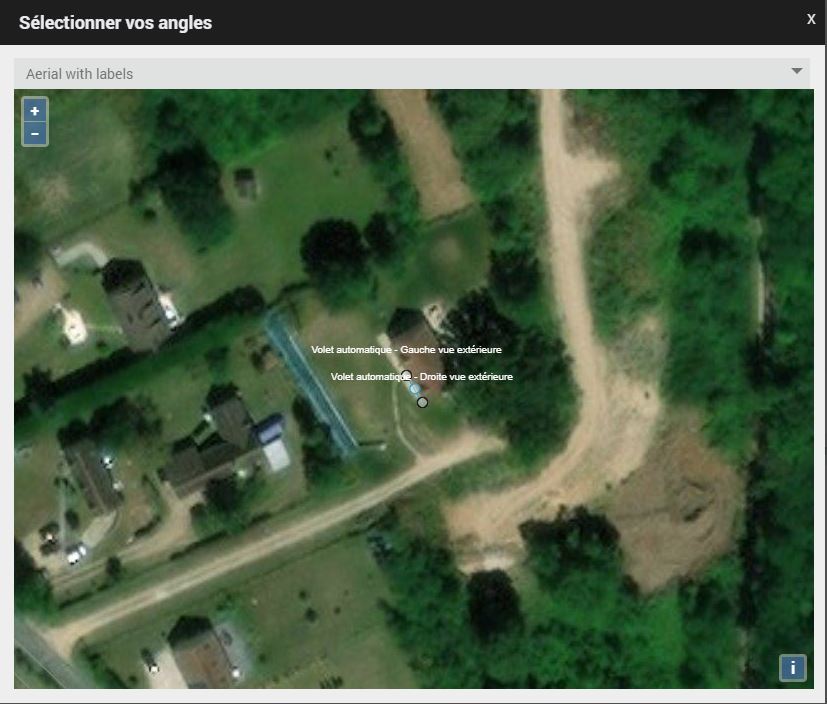 Sélectionner vos angles
X
Aerial with labels
+
−
Volet automatique - Gauche vue extérieure
Volet automatique - Droite vue extérieure
i